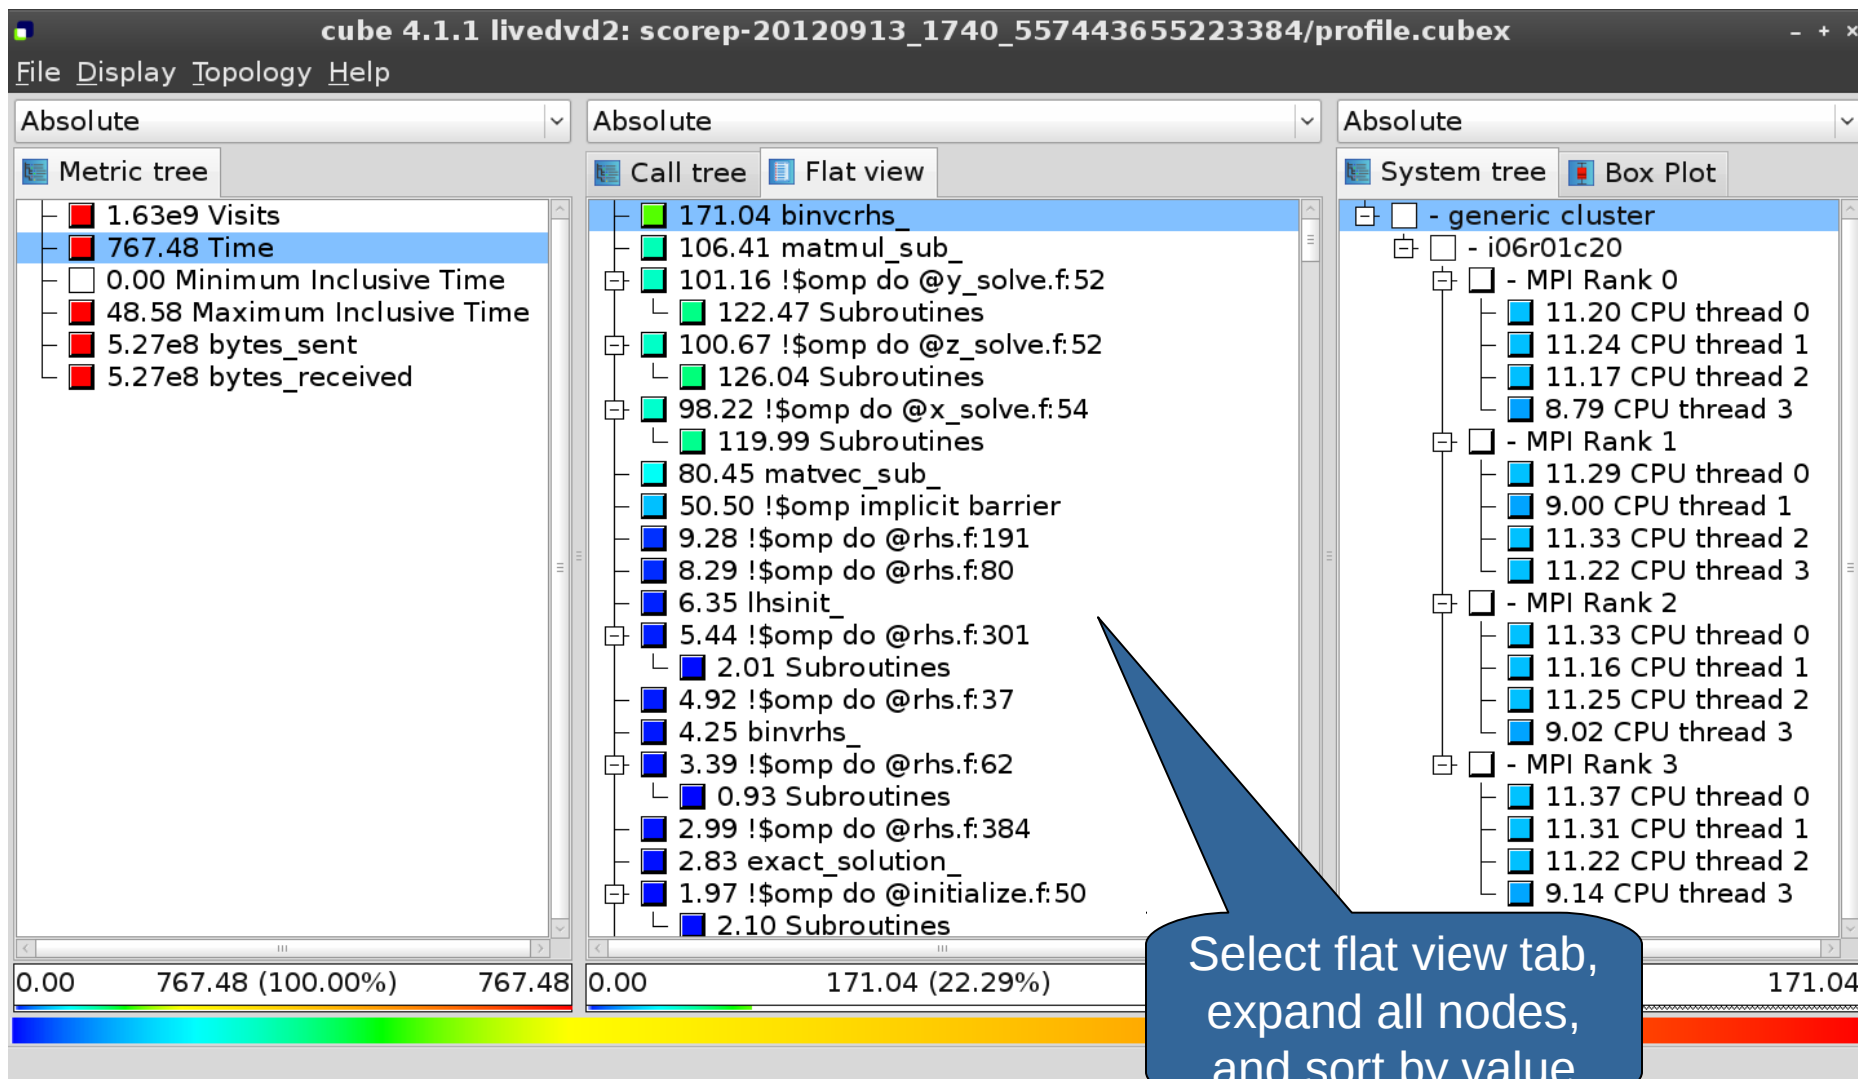 cube 4.1.1 livedvd2: scorep-20120913_1740_557443655223384/profile.cubex
File Display Topology Help
Absolute
Metric tree
1.63e9 Visits
767.48 Time
0.00 Minimum Inclusive Time
48.58 Maximum Inclusive Time
5.27e8 bytes_sent
5.27e8 bytes_received
0.00 767.48 (100.00%) 767.48
Absolute
Call tree Flat view
171.04 binvcrhs_
106.41 matmul_sub_
101.16 !$omp do @y_solve.f:52
122.47 Subroutines
100.67 !$omp do @z_solve.f:52
126.04 Subroutines
98.22 !$omp do @x_solve.f:54
119.99 Subroutines
80.45 matvec_sub_
50.50 !$omp implicit barrier
9.28 !$omp do @rhs.f:191
8.29 !$omp do @rhs.f:80
6.35 lhsinit_
5.44 !$omp do @rhs.f:301
2.01 Subroutines
4.92 !$omp do @rhs.f:37
4.25 binvrhs_
3.39 !$omp do @rhs.f:62
0.93 Subroutines
2.99 !$omp do @rhs.f:384
2.83 exact_solution_
1.97 !$omp do @initialize.f:50
2.10 Subroutines
0.00 171.04 (22.29%)
Absolute
System tree Box Plot
- generic cluster
- i06r01c20
- MPI Rank 0
11.20 CPU thread 0
11.24 CPU thread 1
11.17 CPU thread 2
8.79 CPU thread 3
- MPI Rank 1
11.29 CPU thread 0
9.00 CPU thread 1
11.33 CPU thread 2
11.22 CPU thread 3
- MPI Rank 2
11.33 CPU thread 0
11.16 CPU thread 1
11.25 CPU thread 2
9.02 CPU thread 3
- MPI Rank 3
11.37 CPU thread 0
11.31 CPU thread 1
11.22 CPU thread 2
9.14 CPU thread 3
171.04
Select flat view tab,
expand all nodes,
and sort by value